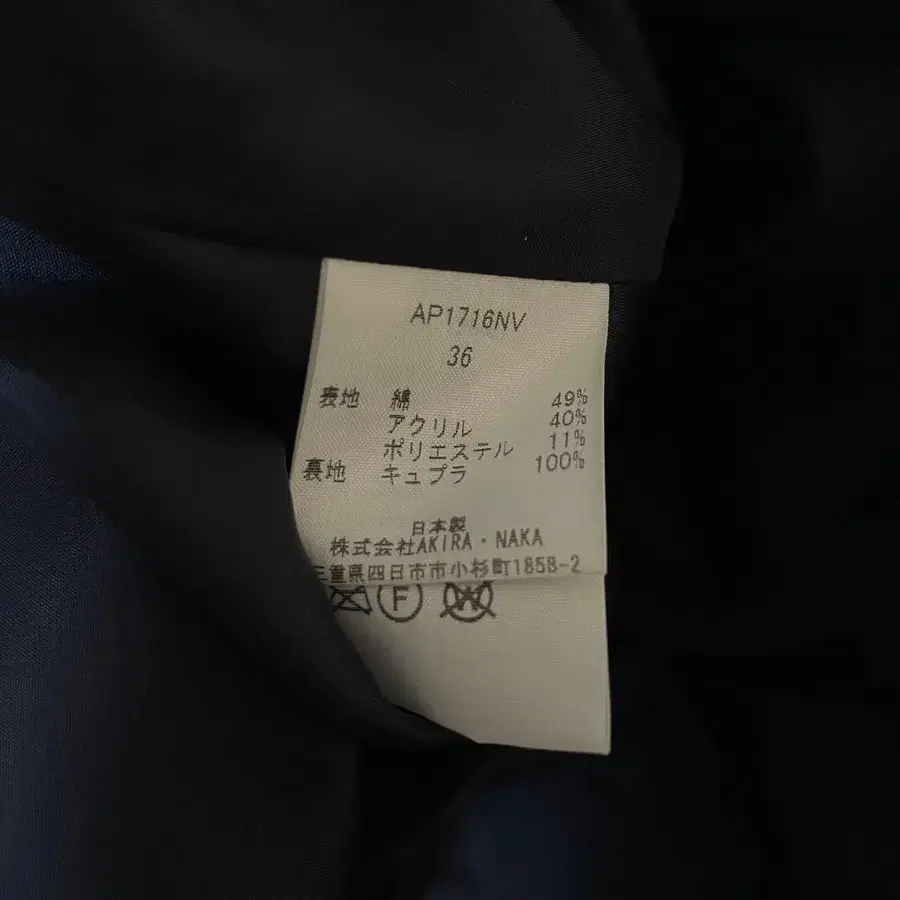 AP1716NV
36
表地 綿 49%
アクリル 40%
ポリエステル 11%
裏地 キュプラ 100%
日本製
株式会社AKIRA・NAKA
三重県四日市市小杉町1858-2
F W